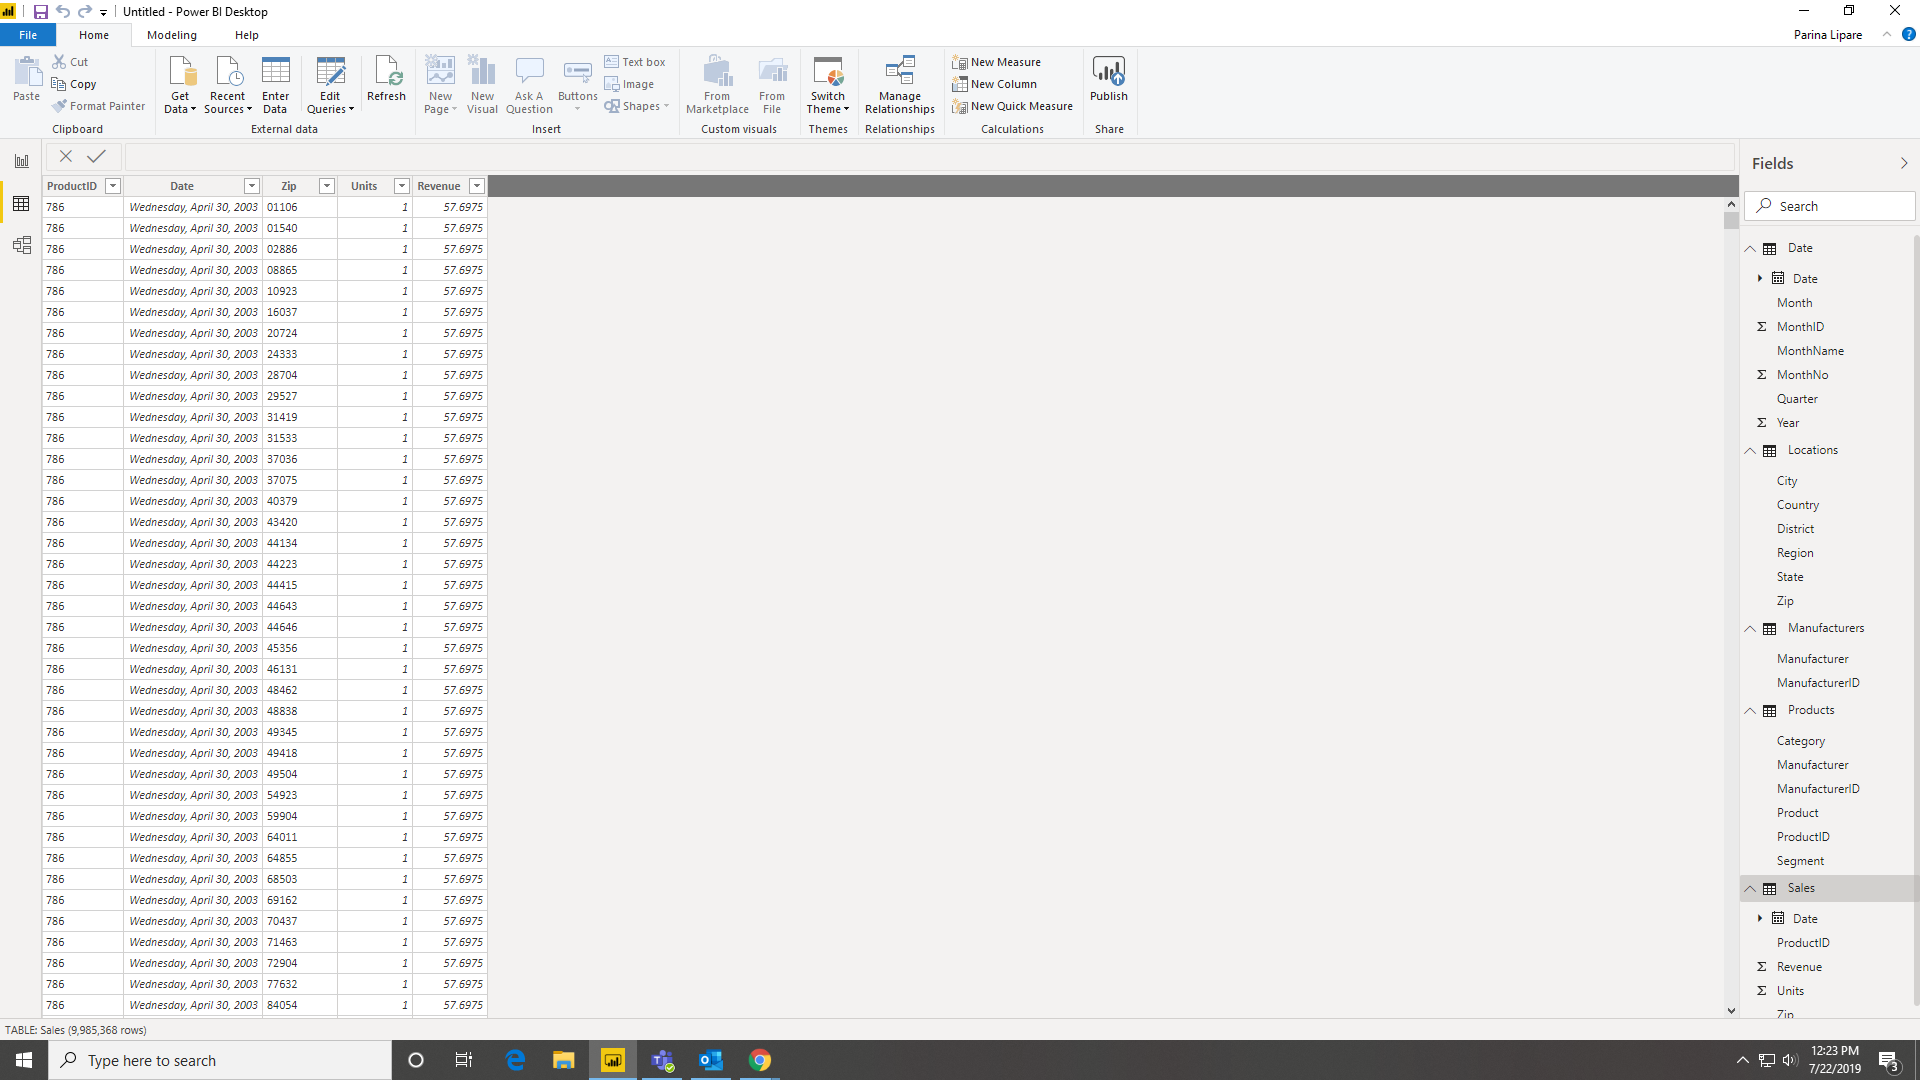 Untitled - Power BI Desktop
File Home Modeling Help Parina Lipare
Paste Cut Copy Format Painter
Clipboard
Get Data Recent Sources Enter Data Edit Queries Refresh
External data
New Page New Visual Ask A Question Buttons Text box Image Shapes
Insert
From Marketplace From File
Custom visuals
Switch Theme
Themes
Manage Relationships
Relationships
New Measure
New Column
New Quick Measure
Calculations
Publish
Share
ProductID Date Zip Units Revenue
786 Wednesday, April 30, 2003 01106 1 57.6975
786 Wednesday, April 30, 2003 01540 1 57.6975
786 Wednesday, April 30, 2003 02886 1 57.6975
786 Wednesday, April 30, 2003 08865 1 57.6975
786 Wednesday, April 30, 2003 10923 1 57.6975
786 Wednesday, April 30, 2003 16037 1 57.6975
786 Wednesday, April 30, 2003 20724 1 57.6975
786 Wednesday, April 30, 2003 24333 1 57.6975
786 Wednesday, April 30, 2003 28704 1 57.6975
786 Wednesday, April 30, 2003 29527 1 57.6975
786 Wednesday, April 30, 2003 31419 1 57.6975
786 Wednesday, April 30, 2003 31533 1 57.6975
786 Wednesday, April 30, 2003 37036 1 57.6975
786 Wednesday, April 30, 2003 37075 1 57.6975
786 Wednesday, April 30, 2003 40379 1 57.6975
786 Wednesday, April 30, 2003 43420 1 57.6975
786 Wednesday, April 30, 2003 44134 1 57.6975
786 Wednesday, April 30, 2003 44223 1 57.6975
786 Wednesday, April 30, 2003 44415 1 57.6975
786 Wednesday, April 30, 2003 44643 1 57.6975
786 Wednesday, April 30, 2003 44646 1 57.6975
786 Wednesday, April 30, 2003 45356 1 57.6975
786 Wednesday, April 30, 2003 46131 1 57.6975
786 Wednesday, April 30, 2003 48462 1 57.6975
786 Wednesday, April 30, 2003 48838 1 57.6975
786 Wednesday, April 30, 2003 49345 1 57.6975
786 Wednesday, April 30, 2003 49418 1 57.6975
786 Wednesday, April 30, 2003 49504 1 57.6975
786 Wednesday, April 30, 2003 54923 1 57.6975
786 Wednesday, April 30, 2003 59904 1 57.6975
786 Wednesday, April 30, 2003 64011 1 57.6975
786 Wednesday, April 30, 2003 64855 1 57.6975
786 Wednesday, April 30, 2003 68503 1 57.6975
786 Wednesday, April 30, 2003 69162 1 57.6975
786 Wednesday, April 30, 2003 70437 1 57.6975
786 Wednesday, April 30, 2003 71463 1 57.6975
786 Wednesday, April 30, 2003 72904 1 57.6975
786 Wednesday, April 30, 2003 77632 1 57.6975
786 Wednesday, April 30, 2003 84054 1 57.6975
Fields
Search
Date
Date
Month
Σ MonthID
MonthName
Σ MonthNo
Quarter
Σ Year
Locations
City
Country
District
Region
State
Zip
Manufacturers
Manufacturer
ManufacturerID
Products
Category
Manufacturer
ManufacturerID
Product
ProductID
Segment
Sales
Date
ProductID
Σ Revenue
Σ Units
Zip
TABLE: Sales (9,985,368 rows)
Type here to search
12:23 PM
7/22/2019
3